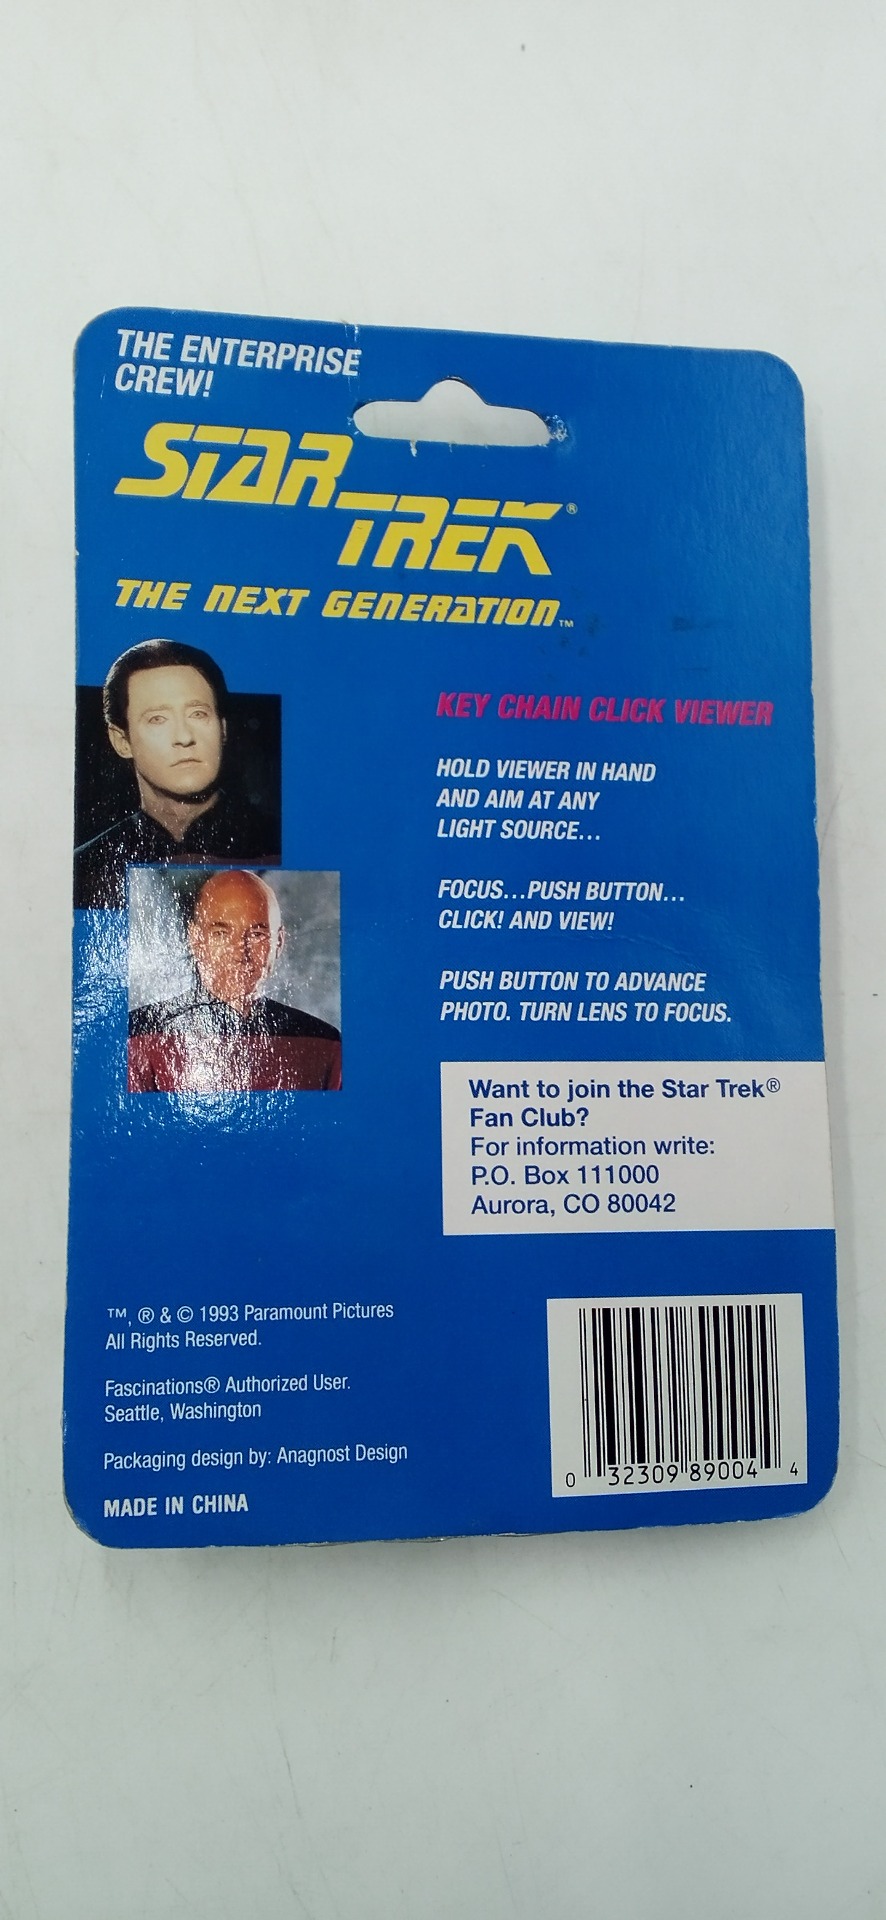 THE ENTERPRISE
CREW!
STAR
TREK®
THE NEXT GENERATION™
KEY CHAIN CLICK VIEWER
HOLD VIEWER IN HAND
AND AIM AT ANY
LIGHT SOURCE...
FOCUS...PUSH BUTTON...
CLICK! AND VIEW!
PUSH BUTTON TO ADVANCE
PHOTO. TURN LENS TO FOCUS.
Want to join the Star Trek®
Fan Club?
For information write:
P.O. Box 111000
Aurora, CO 80042
™, ® & © 1993 Paramount Pictures
All Rights Reserved.
Fascinations® Authorized User.
Seattle, Washington
Packaging design by: Anagnost Design
MADE IN CHINA
0 32309 89004 4